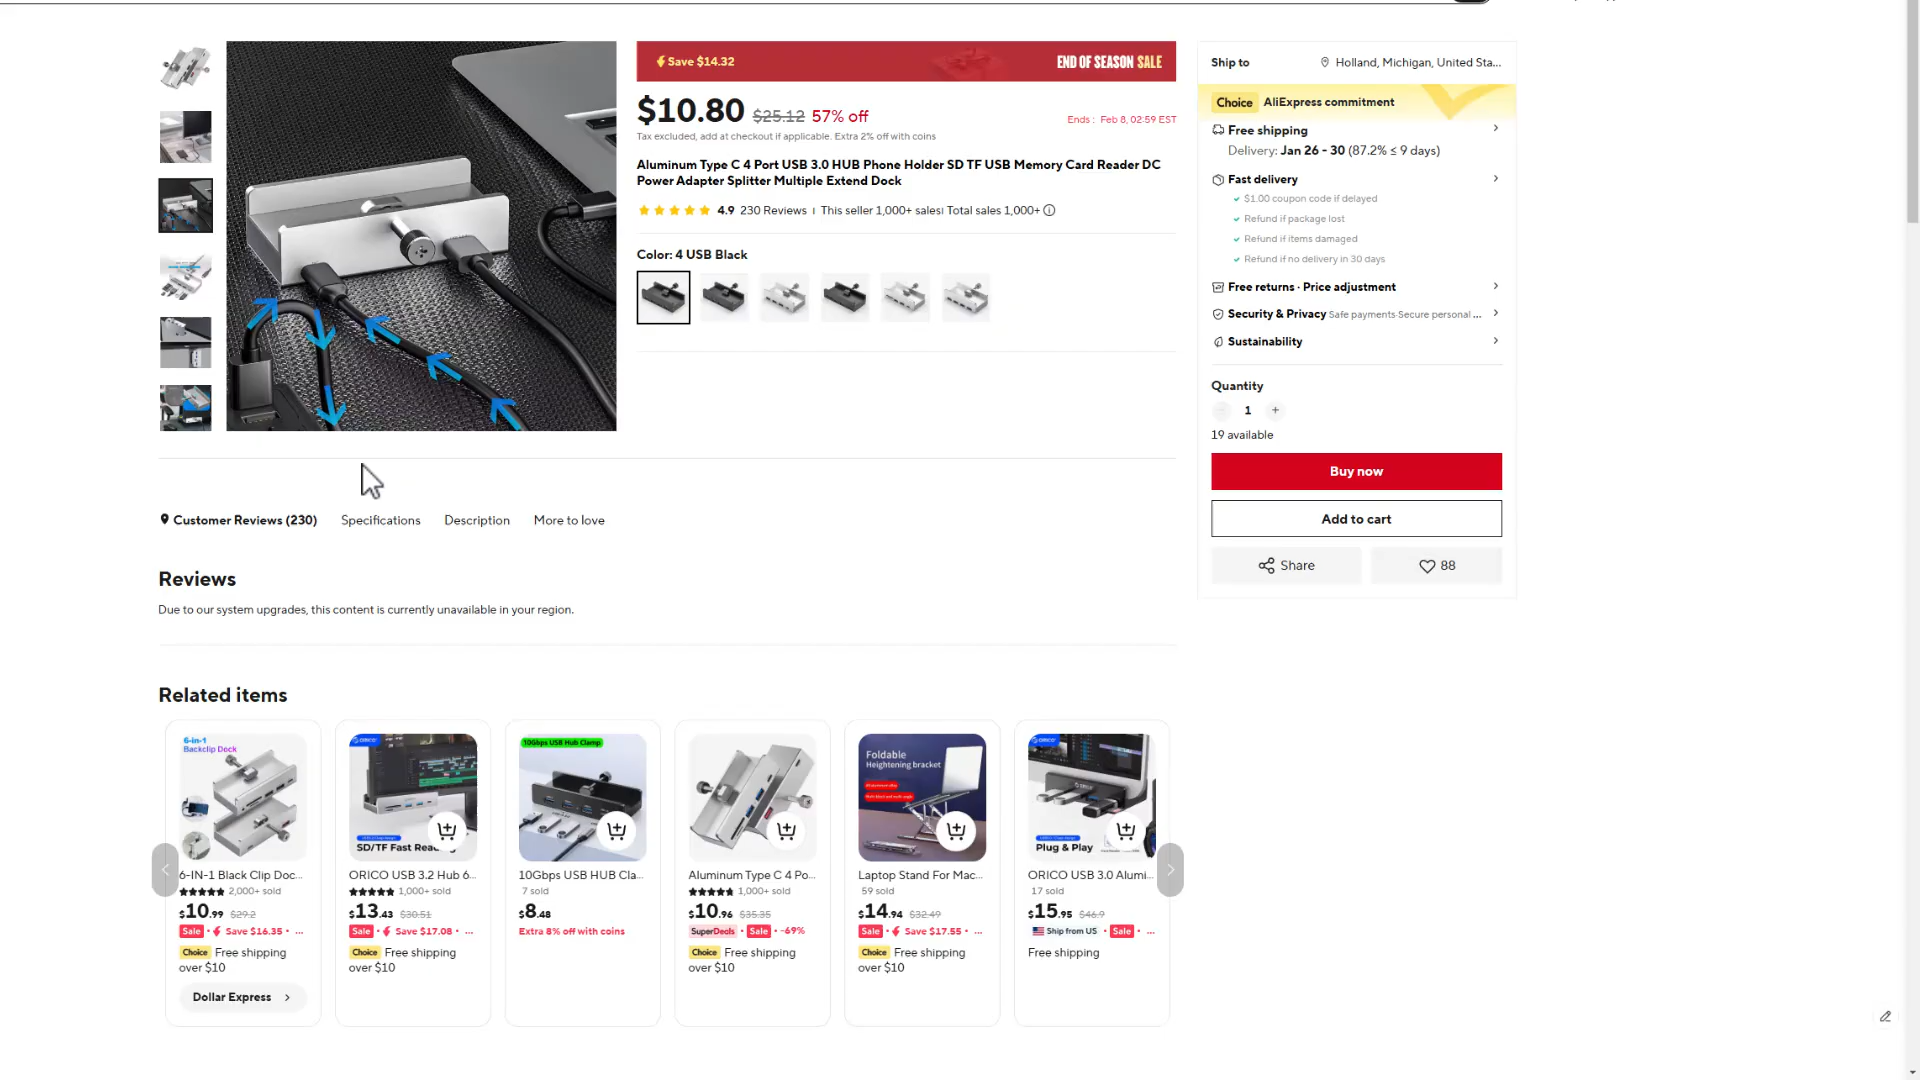 Save $14.32
END OF SEASON SALE
$10.80 $25.12 57% off
Ends : Feb 8, 02:59 EST
Tax excluded, add at checkout if applicable. Extra 2% off with coins
Aluminum Type C 4 Port USB 3.0 HUB Phone Holder SD TF USB Memory Card Reader DC
Power Adapter Splitter Multiple Extend Dock
4.9 230 Reviews This seller 1,000+ sales Total sales 1,000+
Color: 4 USB Black
Ship to
Holland, Michigan, United Sta...
Choice AliExpress commitment
Free shipping
Delivery: Jan 26 - 30 (87.2% ≤ 9 days)
Fast delivery
$1.00 coupon code if delayed
Refund if package lost
Refund if items damaged
Refund if no delivery in 30 days
Free returns · Price adjustment
Security & Privacy Safe payments·Secure personal ...
Sustainability
Quantity
1
19 available
Buy now
Add to cart
Share
88
Customer Reviews (230) Specifications Description More to love
Reviews
Due to our system upgrades, this content is currently unavailable in your region.
Related items
6-in-1
Backclip Dock
6-IN-1 Black Clip Doc...
2,000+ sold
$10.99 $29.2
Sale · Save $16.35 · ...
Choice Free shipping
over $10
Dollar Express
ORICO
SD/TF Fast Rea
ORICO USB 3.2 Hub 6...
1,000+ sold
$13.43 $30.51
Sale · Save $17.08 · ...
Choice Free shipping
over $10
10Gbps USB Hub Clamp
10Gbps USB HUB Cla...
7 sold
$8.48
Extra 8% off with coins
Aluminum Type C 4 Po...
1,000+ sold
$10.96 $35.35
SuperDeals · Sale · -69%
Choice Free shipping
over $10
Foldable
Heightening bracket
Laptop Stand For Mac...
59 sold
$14.94 $32.49
Sale · Save $17.55 · ...
Choice Free shipping
over $10
ORICO
Plug & Play
ORICO USB 3.0 Alumi...
17 sold
$15.95 $46.9
Ship from US · Sale · ...
Free shipping